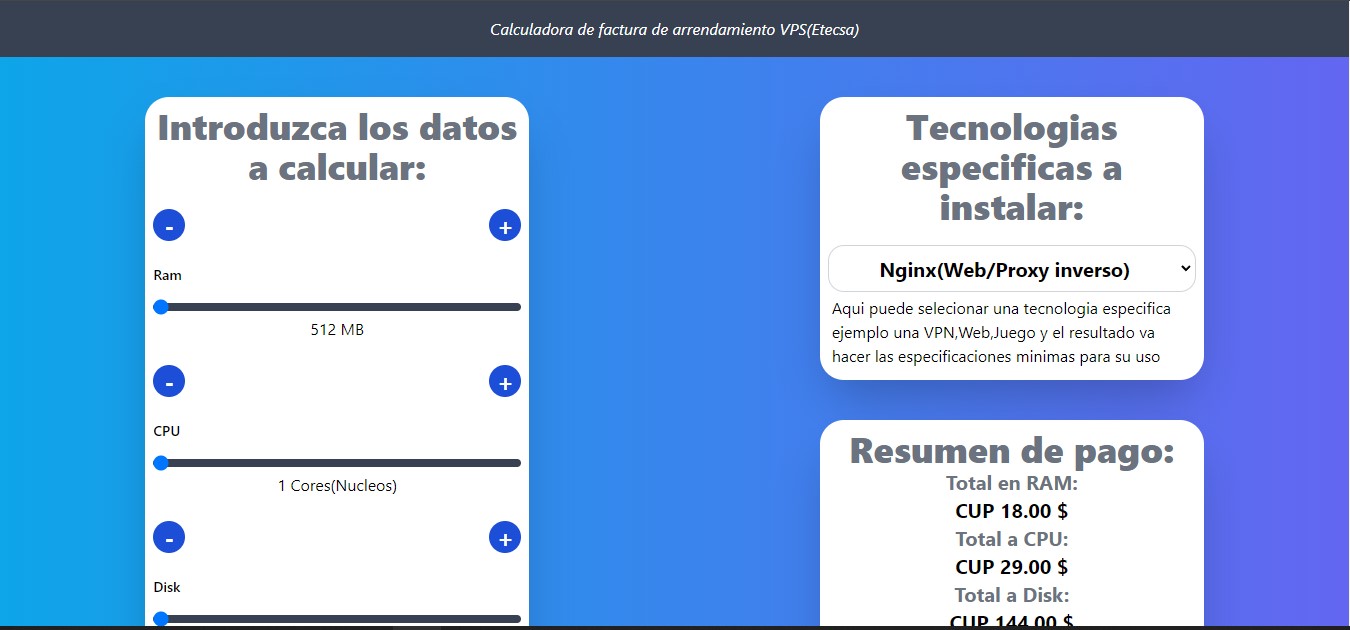 Calculadora de factura de arrendamiento VPS(Etecsa)
Introduzca los datos
a calcular:
- +
Ram
512 MB
- +
CPU
1 Cores(Nucleos)
- +
Disk
Tecnologias
especificas a
instalar:
Nginx(Web/Proxy inverso)
Aqui puede selecionar una tecnologia especifica
ejemplo una VPN,Web,Juego y el resultado va
hacer las especificaciones minimas para su uso
Resumen de pago:
Total en RAM:
CUP 18.00 $
Total a CPU:
CUP 29.00 $
Total a Disk:
CUP 144.00 $